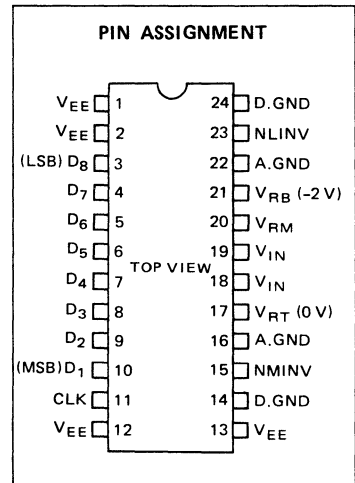 PIN ASSIGNMENT
VEE 1 24 D.GND
VEE 2 23 NLINV
(LSB) D8 3 22 A.GND
D7 4 21 VRB (-2 V)
D6 5 20 VRM
D5 6 19 VIN
TOP VIEW
D4 7 18 VIN
D3 8 17 VRT (0 V)
D2 9 16 A.GND
(MSB) D1 10 15 NMINV
CLK 11 14 D.GND
VEE 12 13 VEE